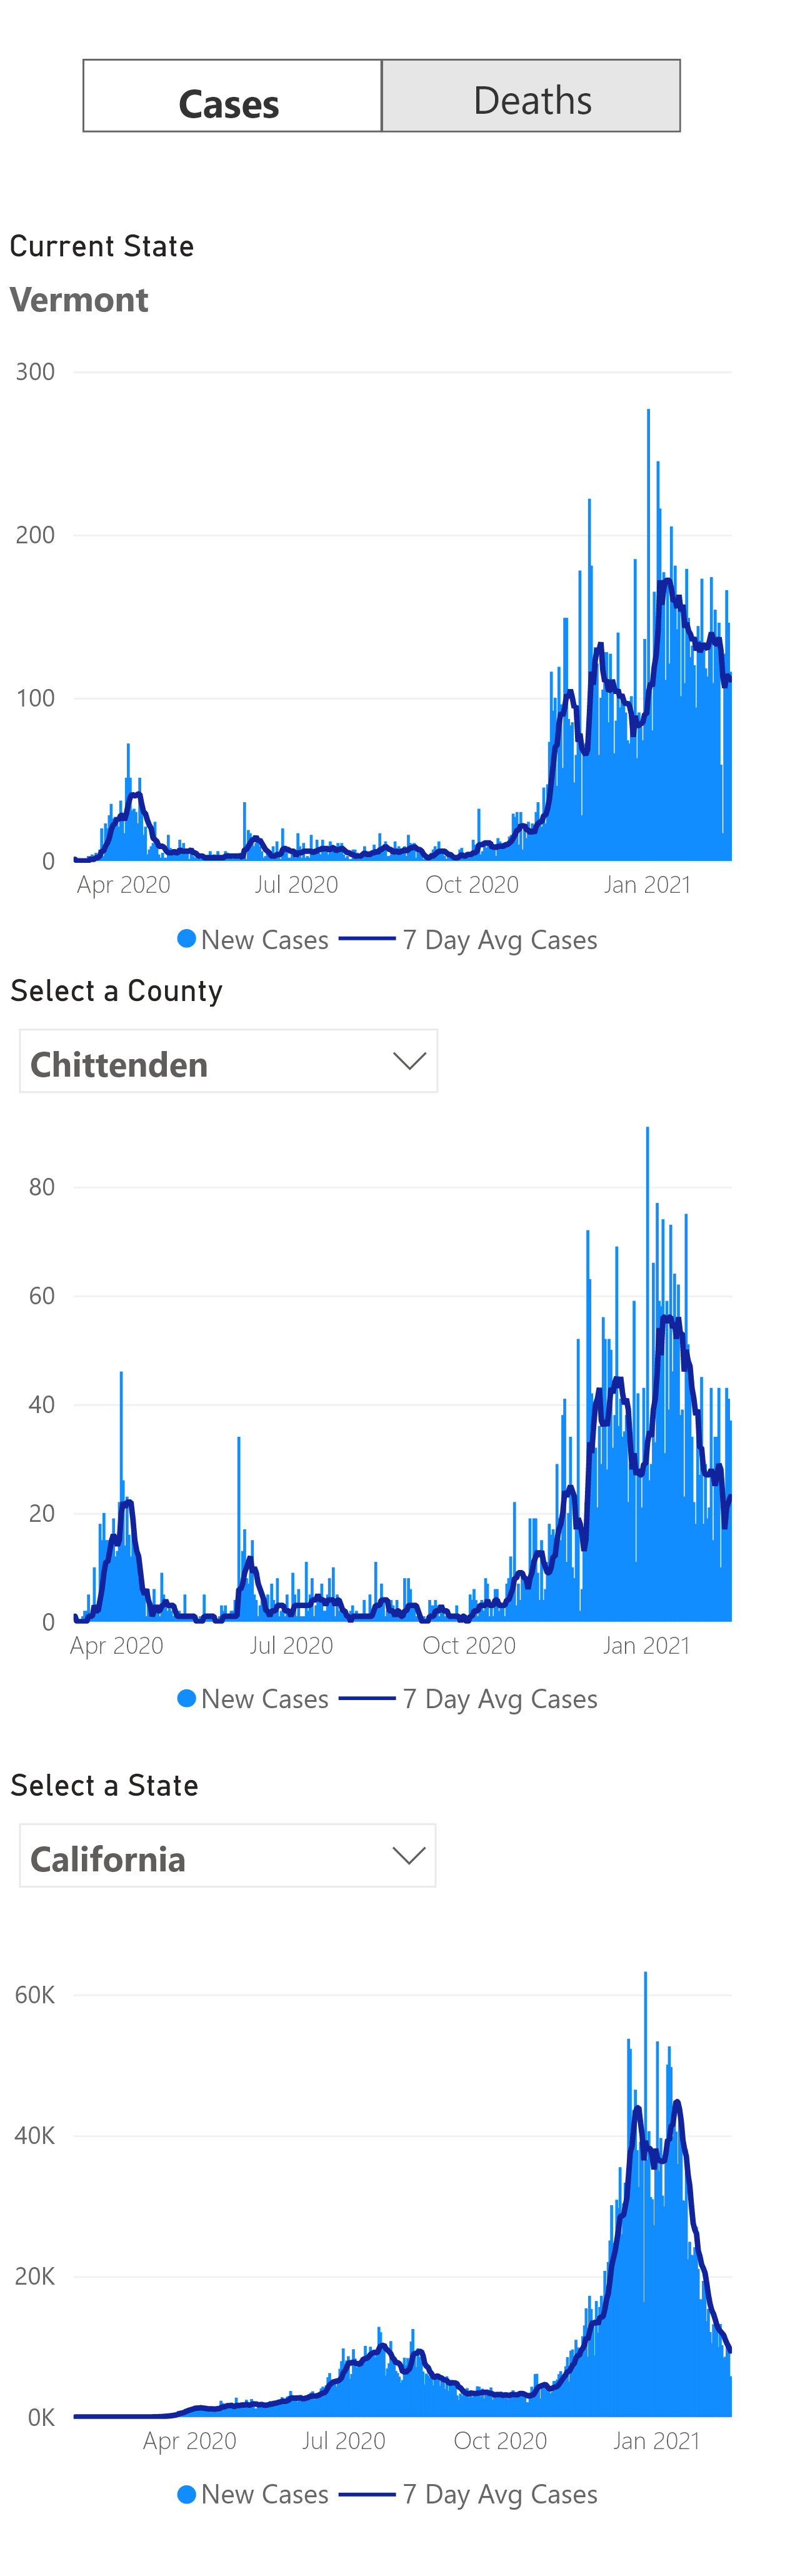 Cases Deaths
Current State
Vermont
300
200
100
0
Apr 2020 Jul 2020 Oct 2020 Jan 2021
New Cases 7 Day Avg Cases
Select a County
Chittenden
80
60
40
20
0
Apr 2020 Jul 2020 Oct 2020 Jan 2021
New Cases 7 Day Avg Cases
Select a State
California
60K
40K
20K
0K
Apr 2020 Jul 2020 Oct 2020 Jan 2021
New Cases 7 Day Avg Cases